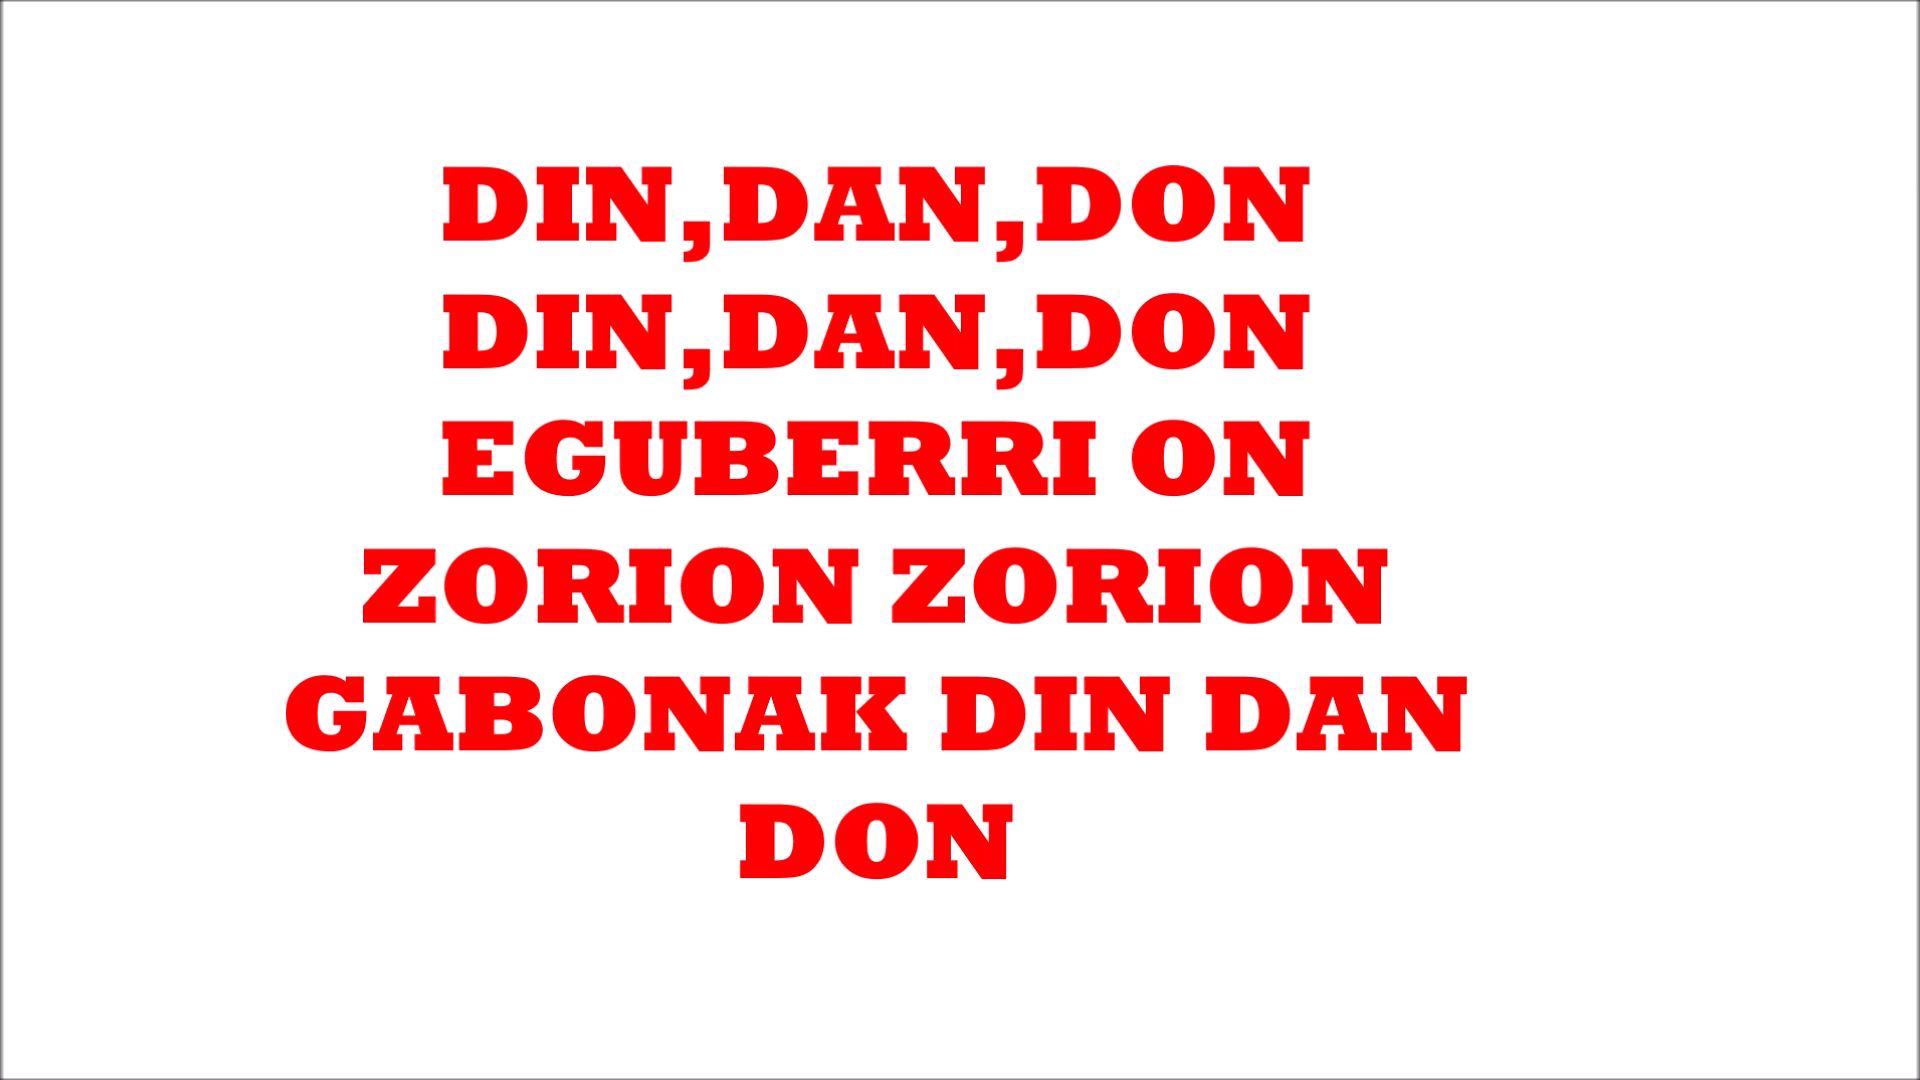 DIN,DAN,DON
DIN,DAN,DON
EGUBERRI ON
ZORION ZORION
GABONAK DIN DAN
DON